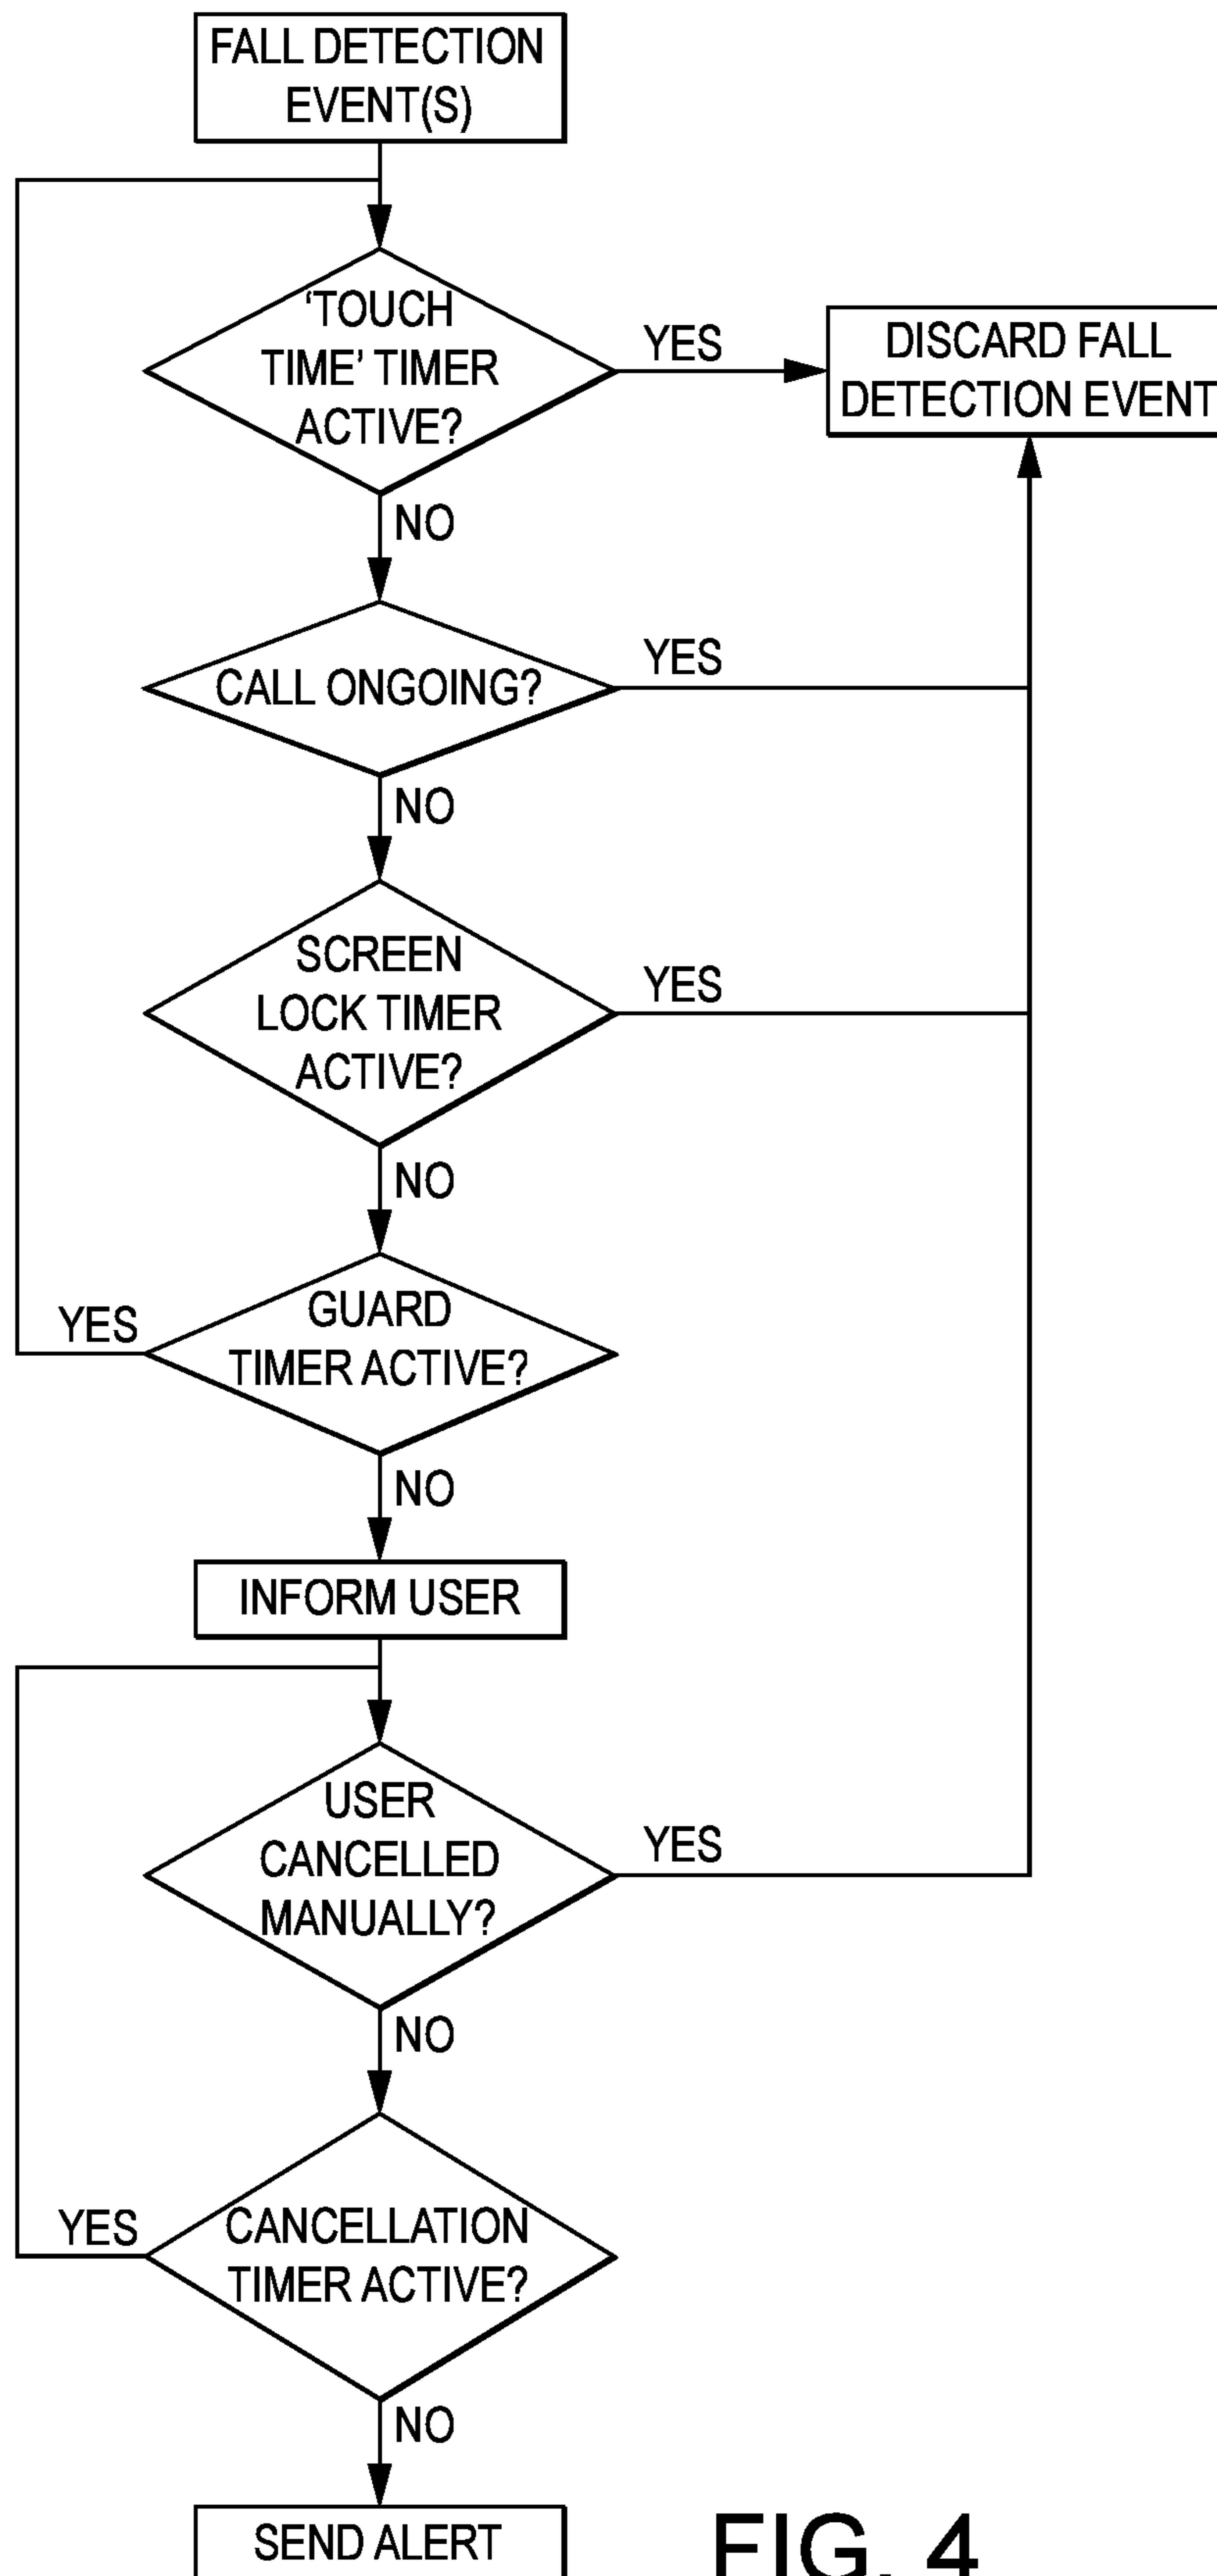 FALL DETECTION
EVENT(S)
'TOUCH
TIME' TIMER
ACTIVE?
YES
DISCARD FALL
DETECTION EVENT
NO
CALL ONGOING?
YES
NO
SCREEN
LOCK TIMER
ACTIVE?
YES
NO
GUARD
TIMER ACTIVE?
YES
NO
INFORM USER
USER
CANCELLED
MANUALLY?
YES
NO
CANCELLATION
TIMER ACTIVE?
YES
NO
SEND ALERT
FIG. 4